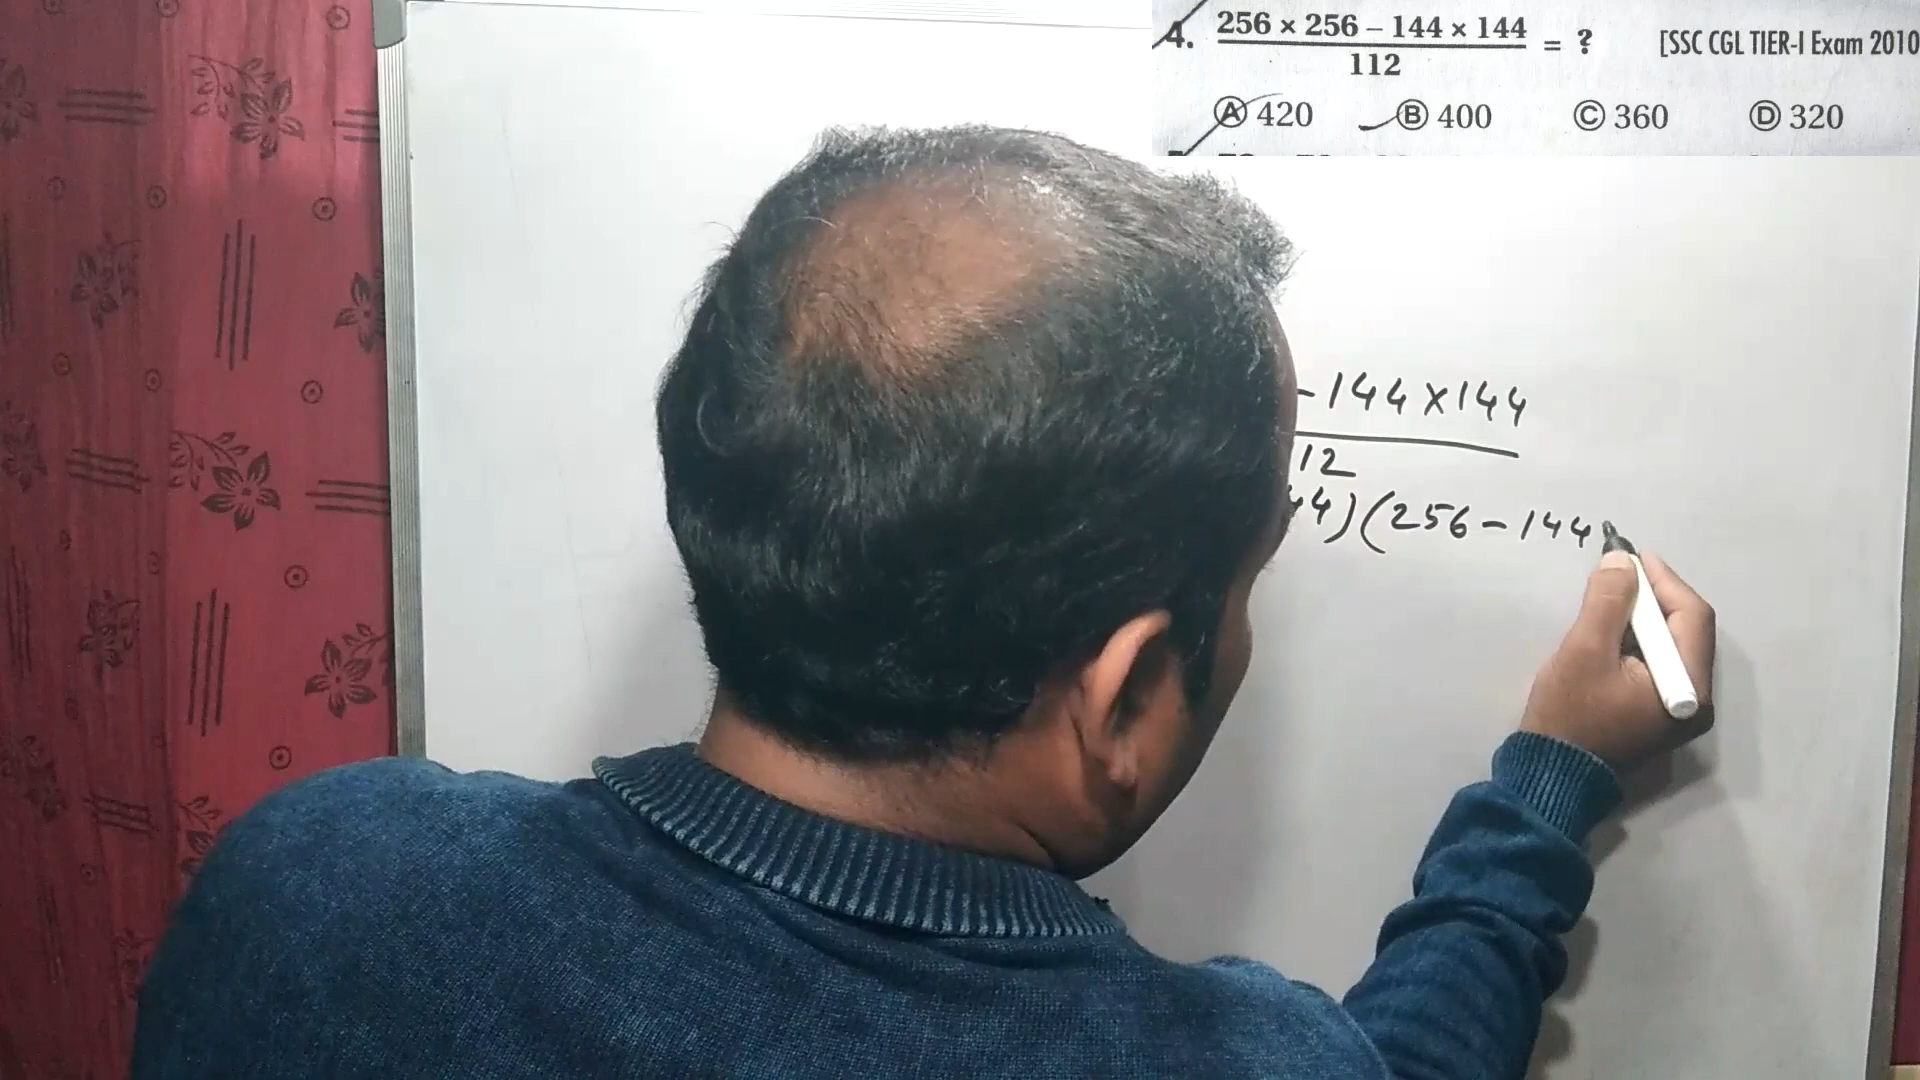 4. 256 × 256 – 144 × 144 / 112 = ? [SSC CGL TIER-I Exam 2010
Ⓐ 420 Ⓑ 400 Ⓒ 360 Ⓓ 320
- 144 × 144
12
44) (256 - 144